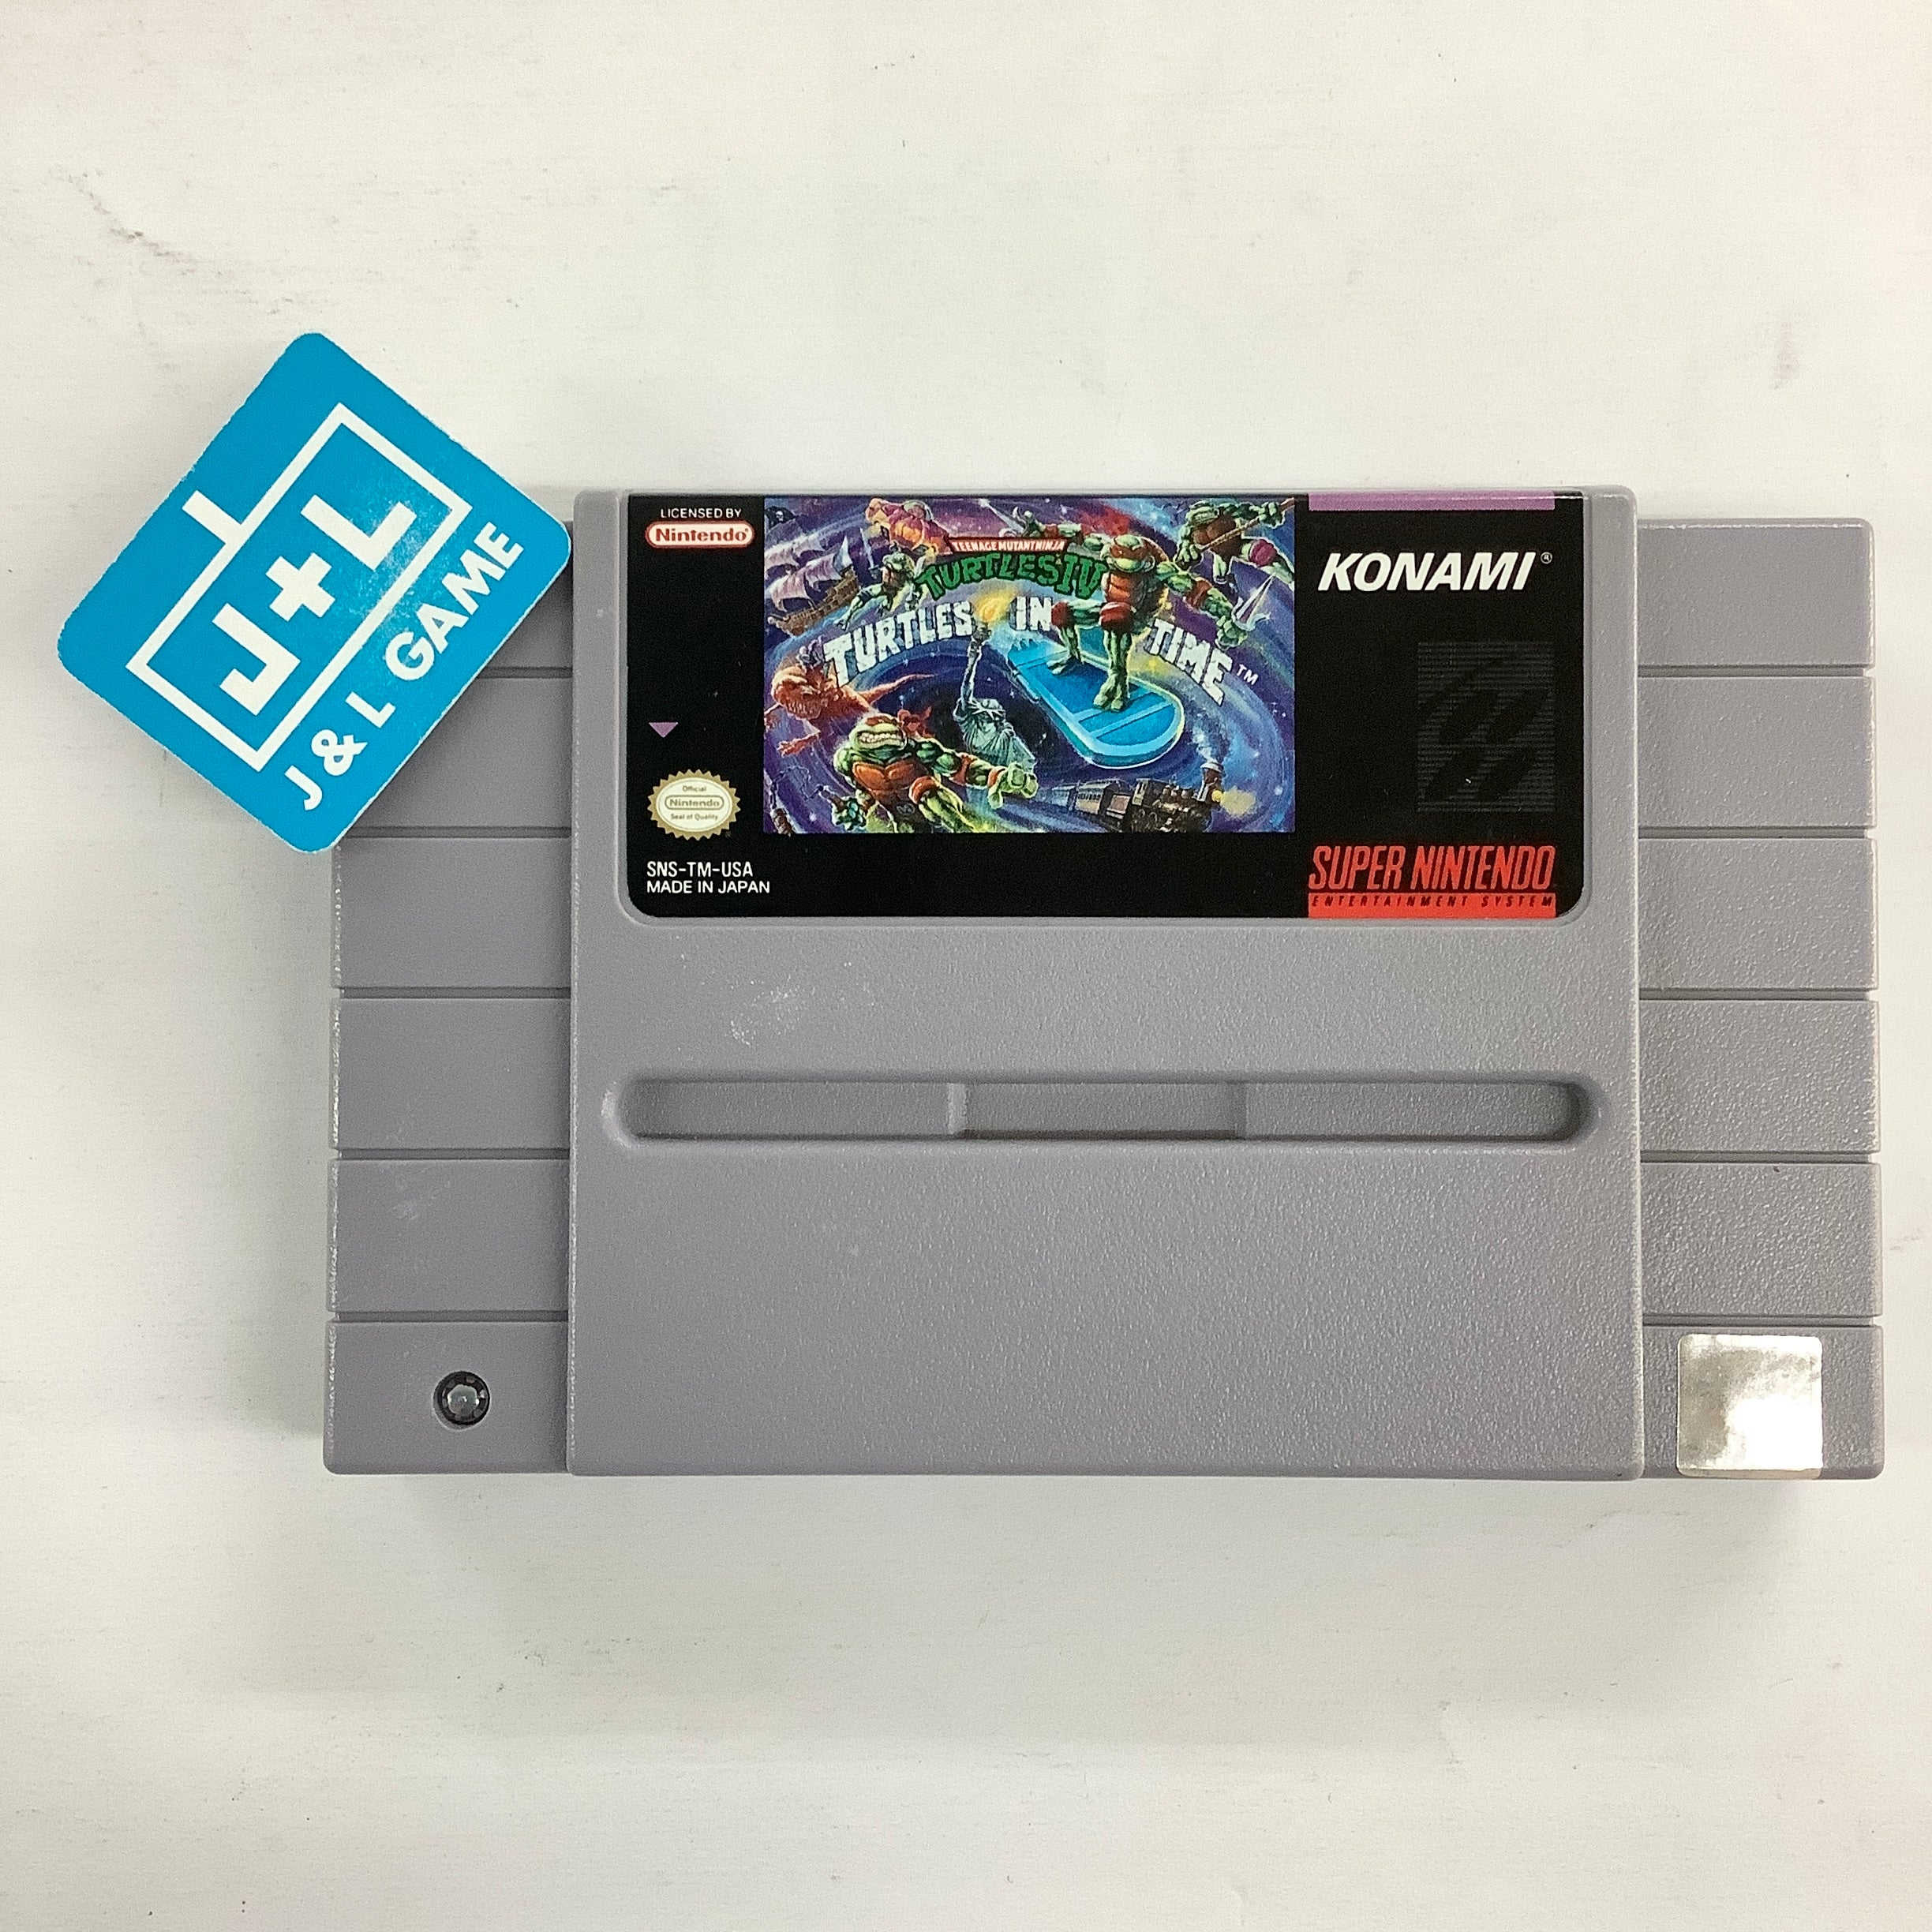 J+L
J & L GAME
LICENSED BY
Nintendo®
TEENAGE MUTANT NINJA
TURTLES IV
TURTLES IN TIME™
KONAMI®
Official
Nintendo
Seal of Quality
SNS-TM-USA
MADE IN JAPAN
SUPER NINTENDO
ENTERTAINMENT SYSTEM